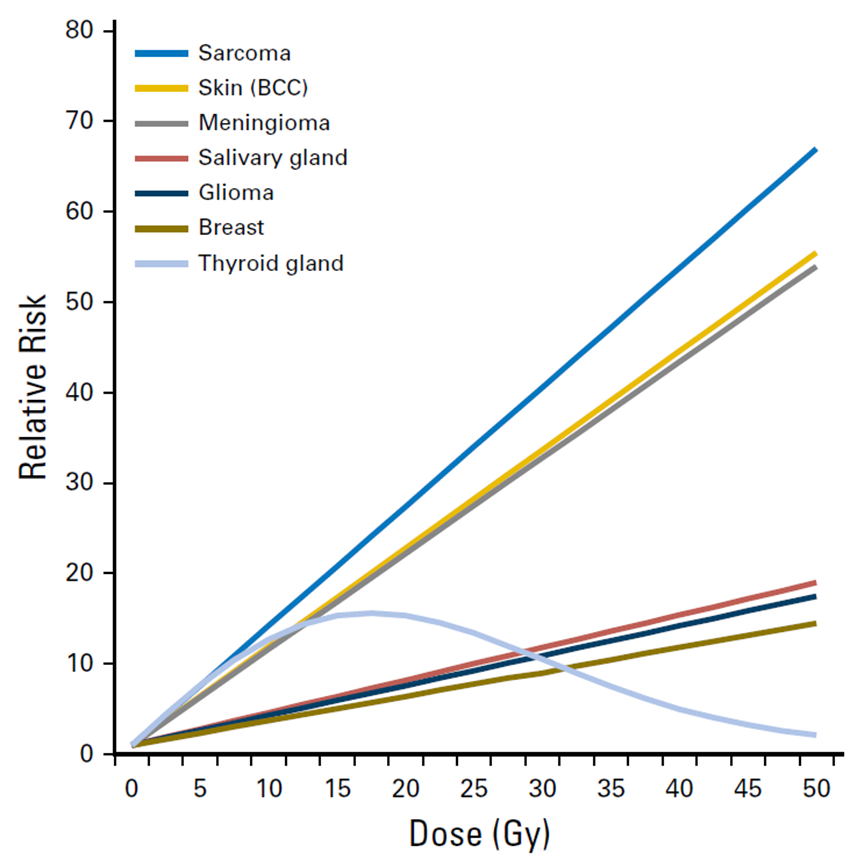 80
70
60
50
40
30
20
10
0
Relative Risk
Sarcoma
Skin (BCC)
Meningioma
Salivary gland
Glioma
Breast
Thyroid gland
0 5 10 15 20 25 30 35 40 45 50
Dose (Gy)